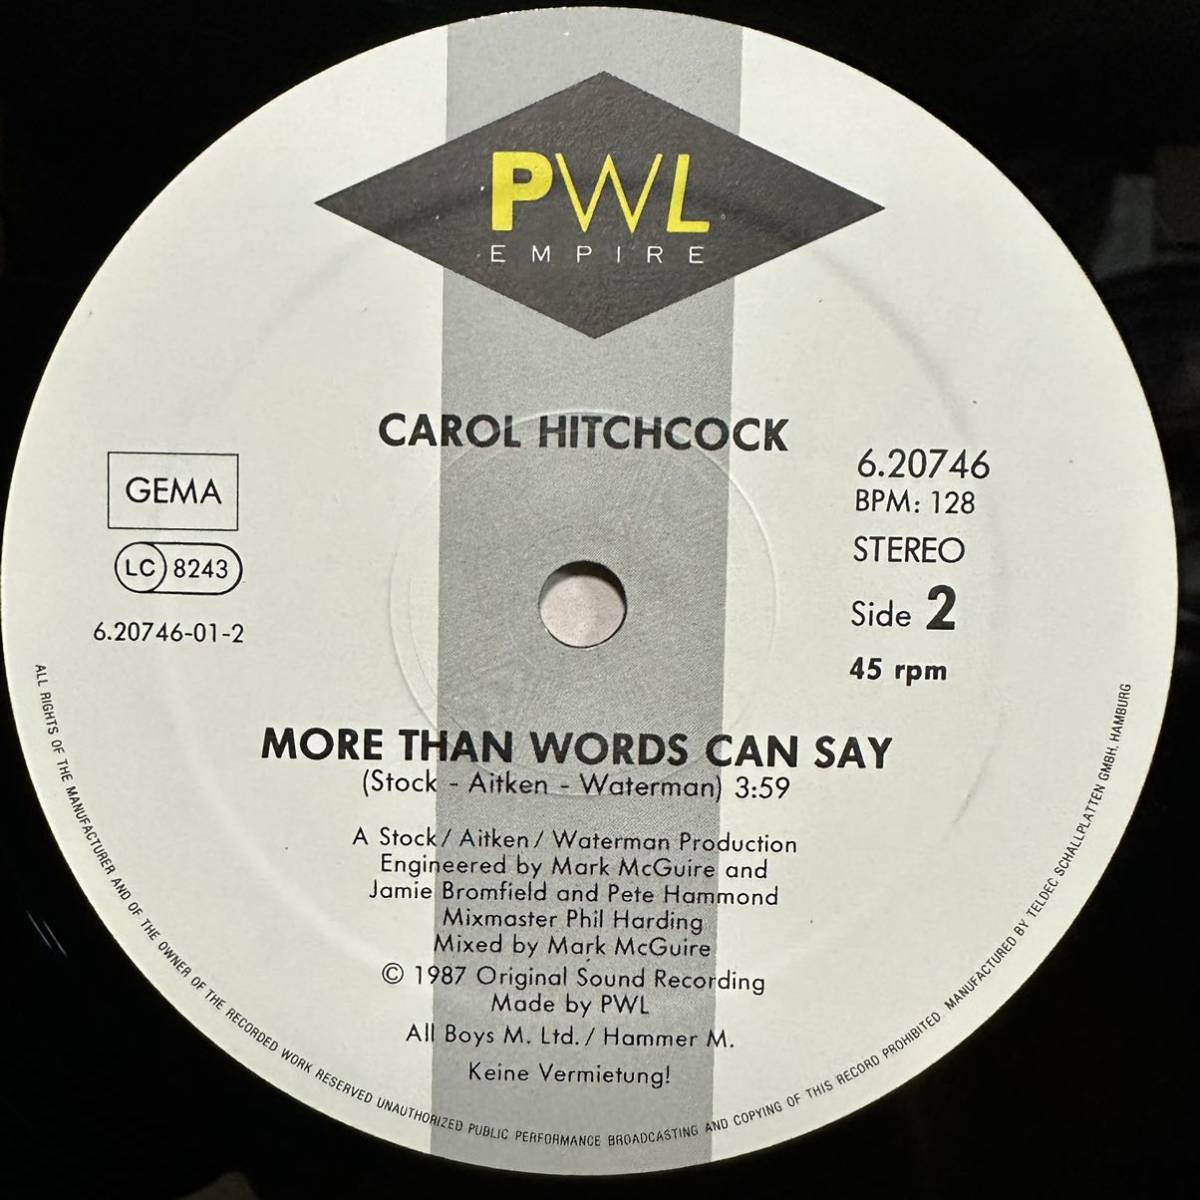 PWL
EMPIRE
CAROL HITCHCOCK
GEMA
LC 8243
6.20746-01-2
6.20746
BPM: 128
STEREO
Side 2
45 rpm
MORE THAN WORDS CAN SAY
(Stock - Aitken - Waterman) 3:59
A Stock / Aitken / Waterman Production
Engineered by Mark McGuire and
Jamie Bromfield and Pete Hammond
Mixmaster Phil Harding
Mixed by Mark McGuire
© 1987 Original Sound Recording
Made by PWL
All Boys M. Ltd. / Hammer M.
Keine Vermietung!
ALL RIGHTS OF THE MANUFACTURER AND OF THE OWNER OF THE RECORDED WORK RESERVED UNAUTHORIZED PUBLIC PERFORMANCE BROADCASTING AND COPYING OF THIS RECORD PROHIBITED. MANUFACTURED BY TELDEC SCHALLPLATTEN GMBH. HAMBURG